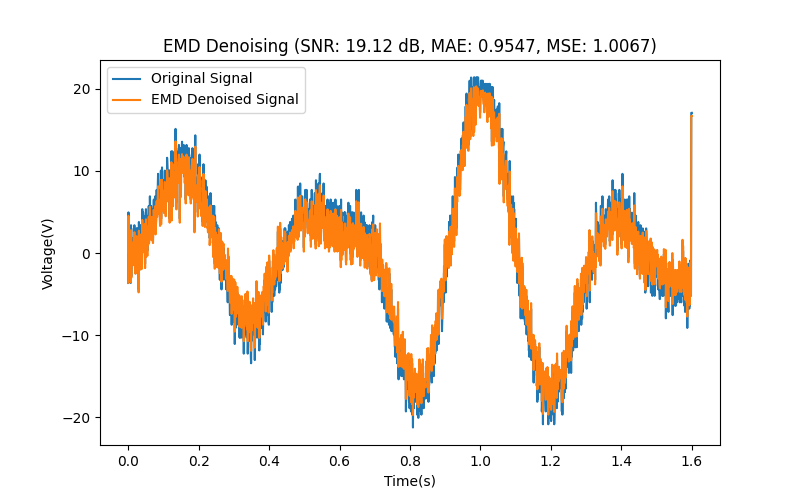 EMD Denoising (SNR: 19.12 dB, MAE: 0.9547, MSE: 1.0067)
Original Signal
EMD Denoised Signal
Voltage(V)
20
10
0
−10
−20
0.0 0.2 0.4 0.6 0.8 1.0 1.2 1.4 1.6
Time(s)